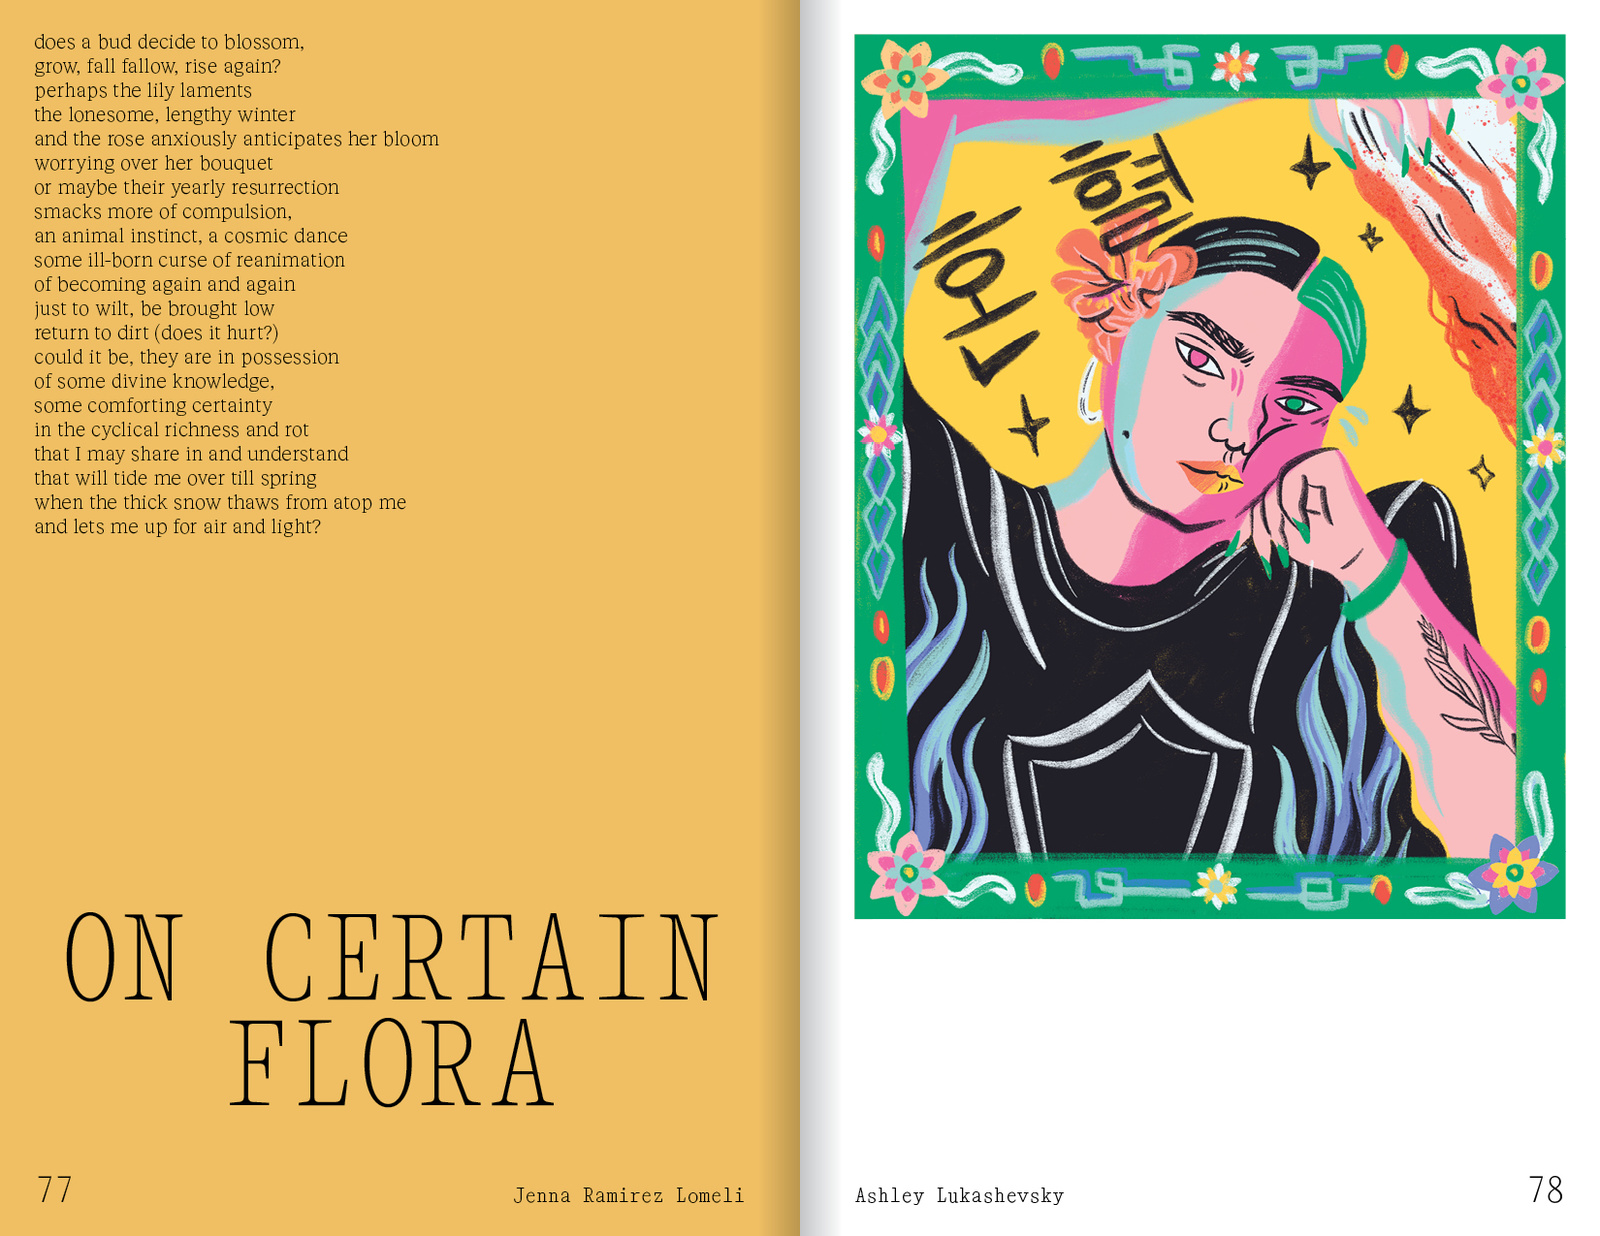 does a bud decide to blossom,
grow, fall fallow, rise again?
perhaps the lily laments
the lonesome, lengthy winter
and the rose anxiously anticipates her bloom
worrying over her bouquet
or maybe their yearly resurrection
smacks more of compulsion,
an animal instinct, a cosmic dance
some ill-born curse of reanimation
of becoming again and again
just to wilt, be brought low
return to dirt (does it hurt?)
could it be, they are in possession
of some divine knowledge,
some comforting certainty
in the cyclical richness and rot
that I may share in and understand
that will tide me over till spring
when the thick snow thaws from atop me
and lets me up for air and light?
ON CERTAIN
FLORA
77
Jenna Ramirez Lomeli
Ashley Lukashevsky
78